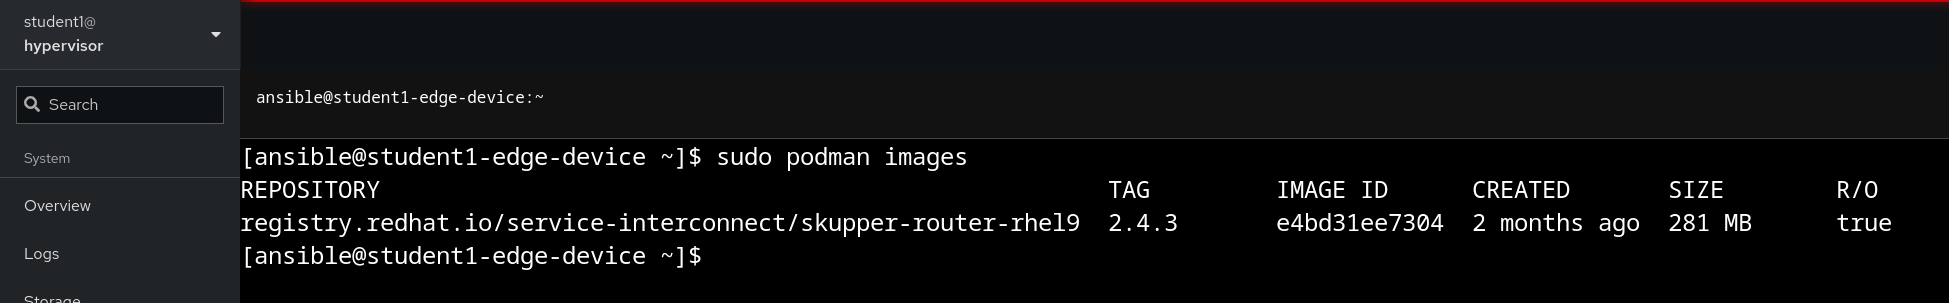 student1@
hypervisor
Search
System
Overview
Logs
Storage
ansible@student1-edge-device:~
[ansible@student1-edge-device ~]$ sudo podman images
REPOSITORY TAG IMAGE ID CREATED SIZE R/O
registry.redhat.io/service-interconnect/skupper-router-rhel9 2.4.3 e4bd31ee7304 2 months ago 281 MB true
[ansible@student1-edge-device ~]$